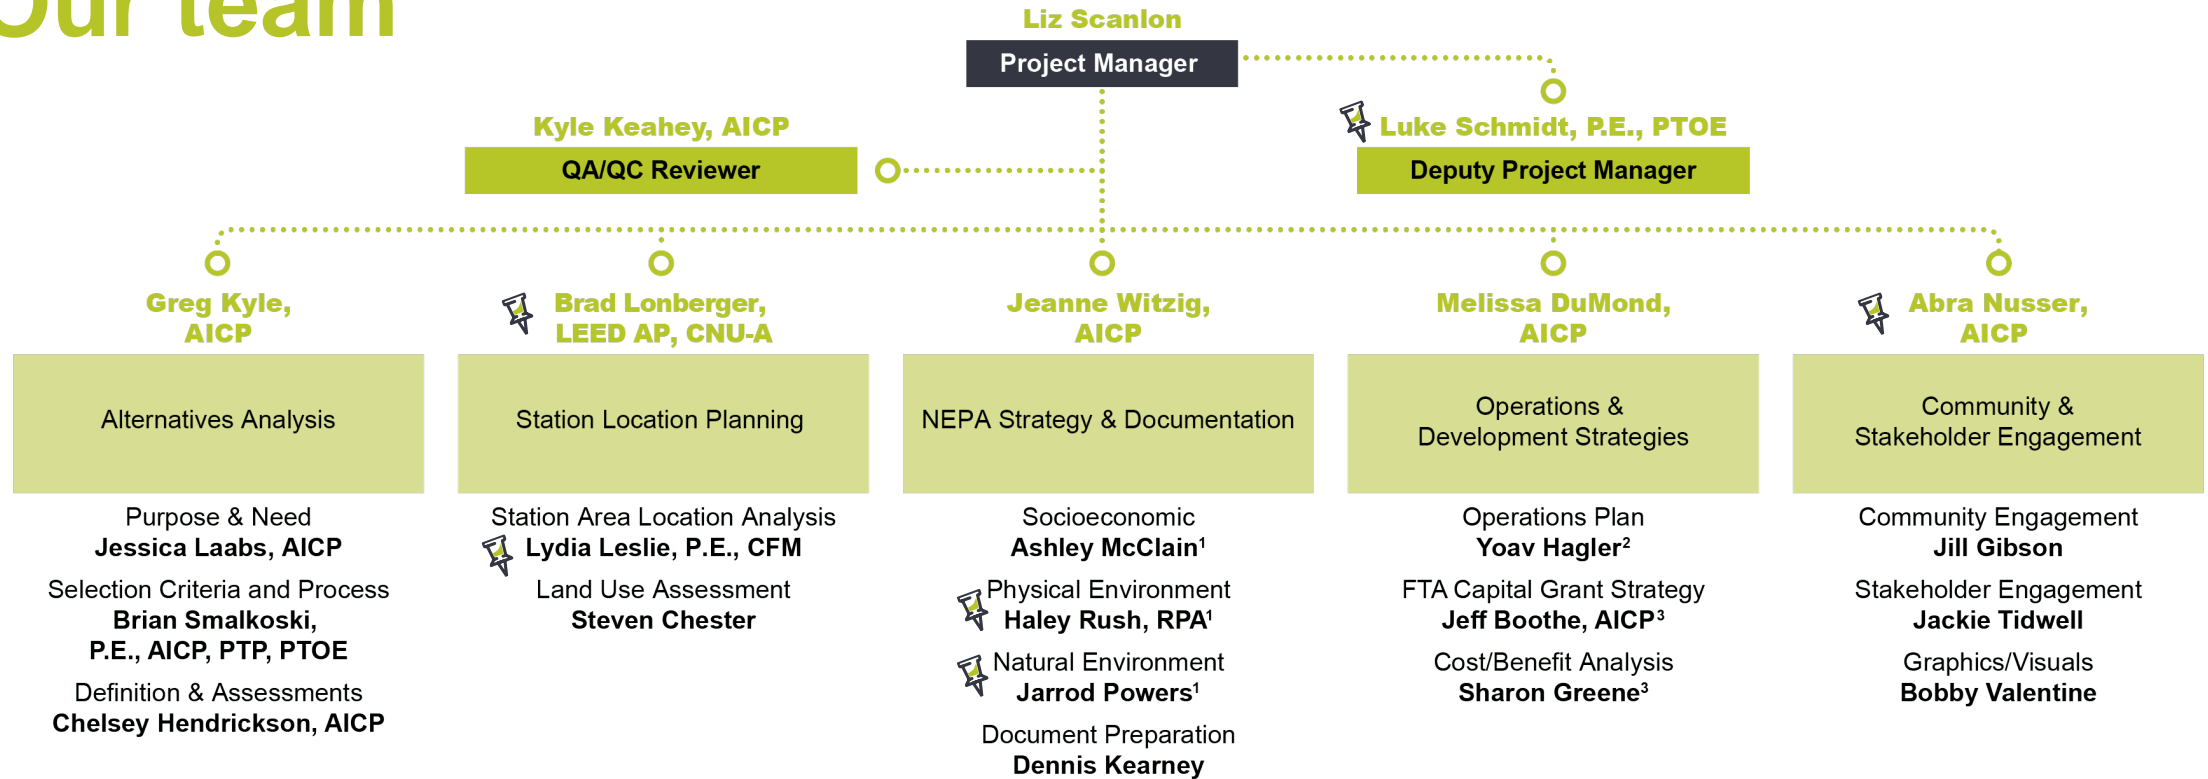 Our team
Liz Scanlon
Project Manager
Kyle Keahey, AICP
QA/QC Reviewer
Luke Schmidt, P.E., PTOE
Deputy Project Manager
Greg Kyle,
AICP
Alternatives Analysis
Purpose & Need
Jessica Laabs, AICP
Selection Criteria and Process
Brian Smalkoski,
P.E., AICP, PTP, PTOE
Definition & Assessments
Chelsey Hendrickson, AICP
Brad Lonberger,
LEED AP, CNU-A
Station Location Planning
Station Area Location Analysis
Lydia Leslie, P.E., CFM
Land Use Assessment
Steven Chester
Jeanne Witzig,
AICP
NEPA Strategy & Documentation
Socioeconomic
Ashley McClain¹
Physical Environment
Haley Rush, RPA¹
Natural Environment
Jarrod Powers¹
Document Preparation
Dennis Kearney
Melissa DuMond,
AICP
Operations &
Development Strategies
Operations Plan
Yoav Hagler²
FTA Capital Grant Strategy
Jeff Boothe, AICP³
Cost/Benefit Analysis
Sharon Greene³
Abra Nusser,
AICP
Community &
Stakeholder Engagement
Community Engagement
Jill Gibson
Stakeholder Engagement
Jackie Tidwell
Graphics/Visuals
Bobby Valentine